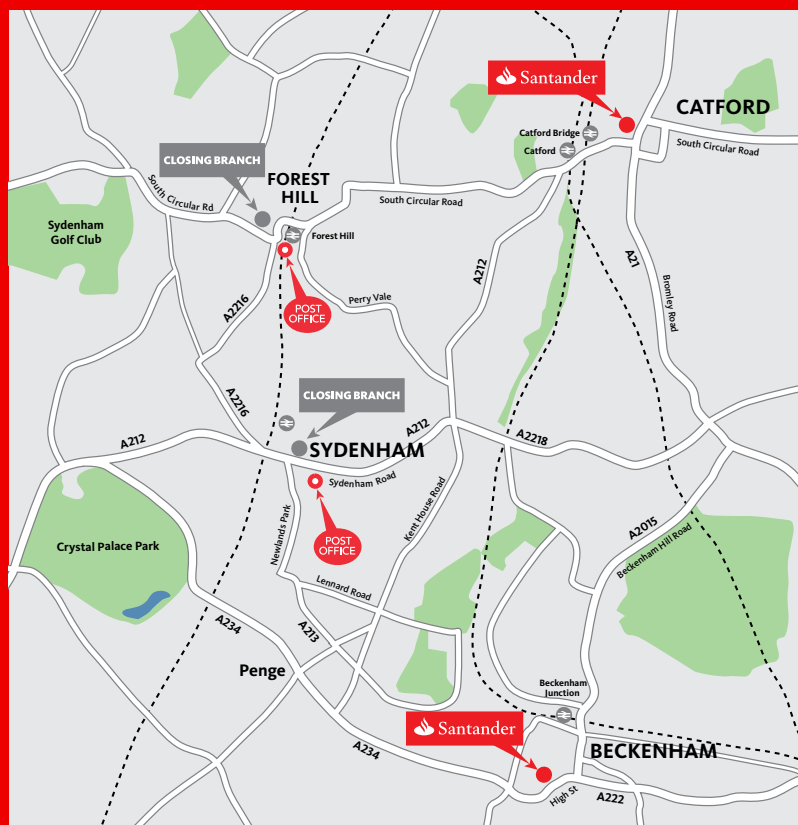 Santander
CATFORD
Catford Bridge
Catford
South Circular Road
CLOSING BRANCH
FOREST
HILL
South Circular Rd
South Circular Road
Sydenham
Golf Club
Forest Hill
A212
A21
Bromley Road
A2216
Perry Vale
POST
OFFICE
CLOSING BRANCH
A2216
A212
A212
A2218
SYDENHAM
Sydenham Road
Newlands Park
POST
OFFICE
Kent House Road
A2015
Beckenham Hill Road
Crystal Palace Park
Lennard Road
A234
A213
Penge
Beckenham
Junction
Santander
A234
BECKENHAM
High St
A222